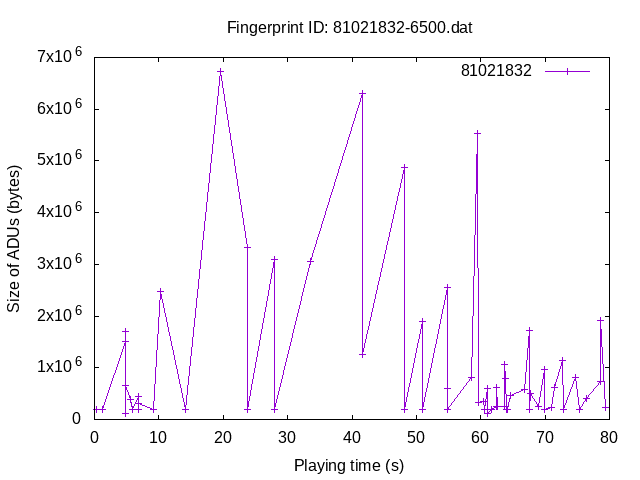 Fingerprint ID: 81021832-6500.dat
81021832
Size of ADUs (bytes)
7x10^6
6x10^6
5x10^6
4x10^6
3x10^6
2x10^6
1x10^6
0
0 10 20 30 40 50 60 70 80
Playing time (s)